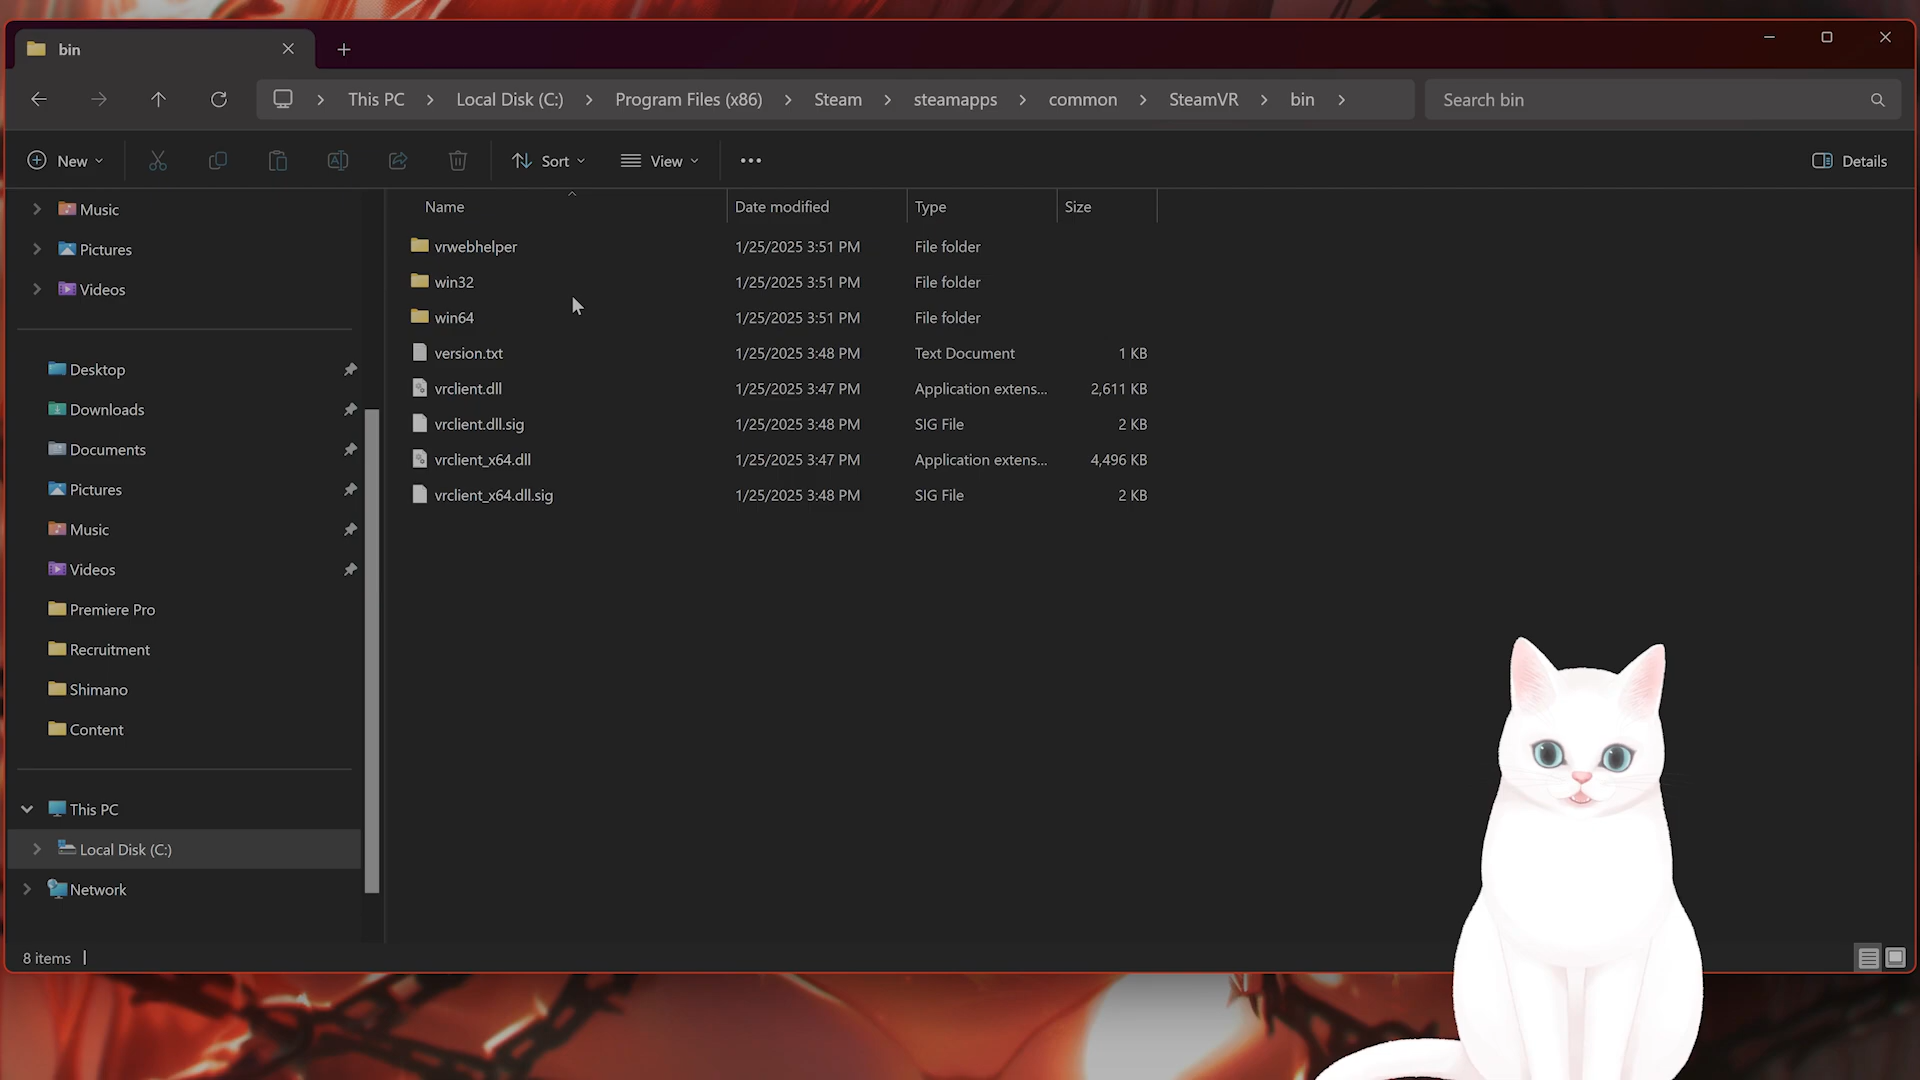 bin
This PC > Local Disk (C:) > Program Files (x86) > Steam > steamapps > common > SteamVR > bin >
Search bin
New
Sort
View
Details
Music
Pictures
Videos
Desktop
Downloads
Documents
Pictures
Music
Videos
Premiere Pro
Recruitment
Shimano
Content
This PC
Local Disk (C:)
Network
Name Date modified Type Size
vrwebhelper 1/25/2025 3:51 PM File folder
win32 1/25/2025 3:51 PM File folder
win64 1/25/2025 3:51 PM File folder
version.txt 1/25/2025 3:48 PM Text Document 1 KB
vrclient.dll 1/25/2025 3:47 PM Application extens... 2,611 KB
vrclient.dll.sig 1/25/2025 3:48 PM SIG File 2 KB
vrclient_x64.dll 1/25/2025 3:47 PM Application extens... 4,496 KB
vrclient_x64.dll.sig 1/25/2025 3:48 PM SIG File 2 KB
8 items